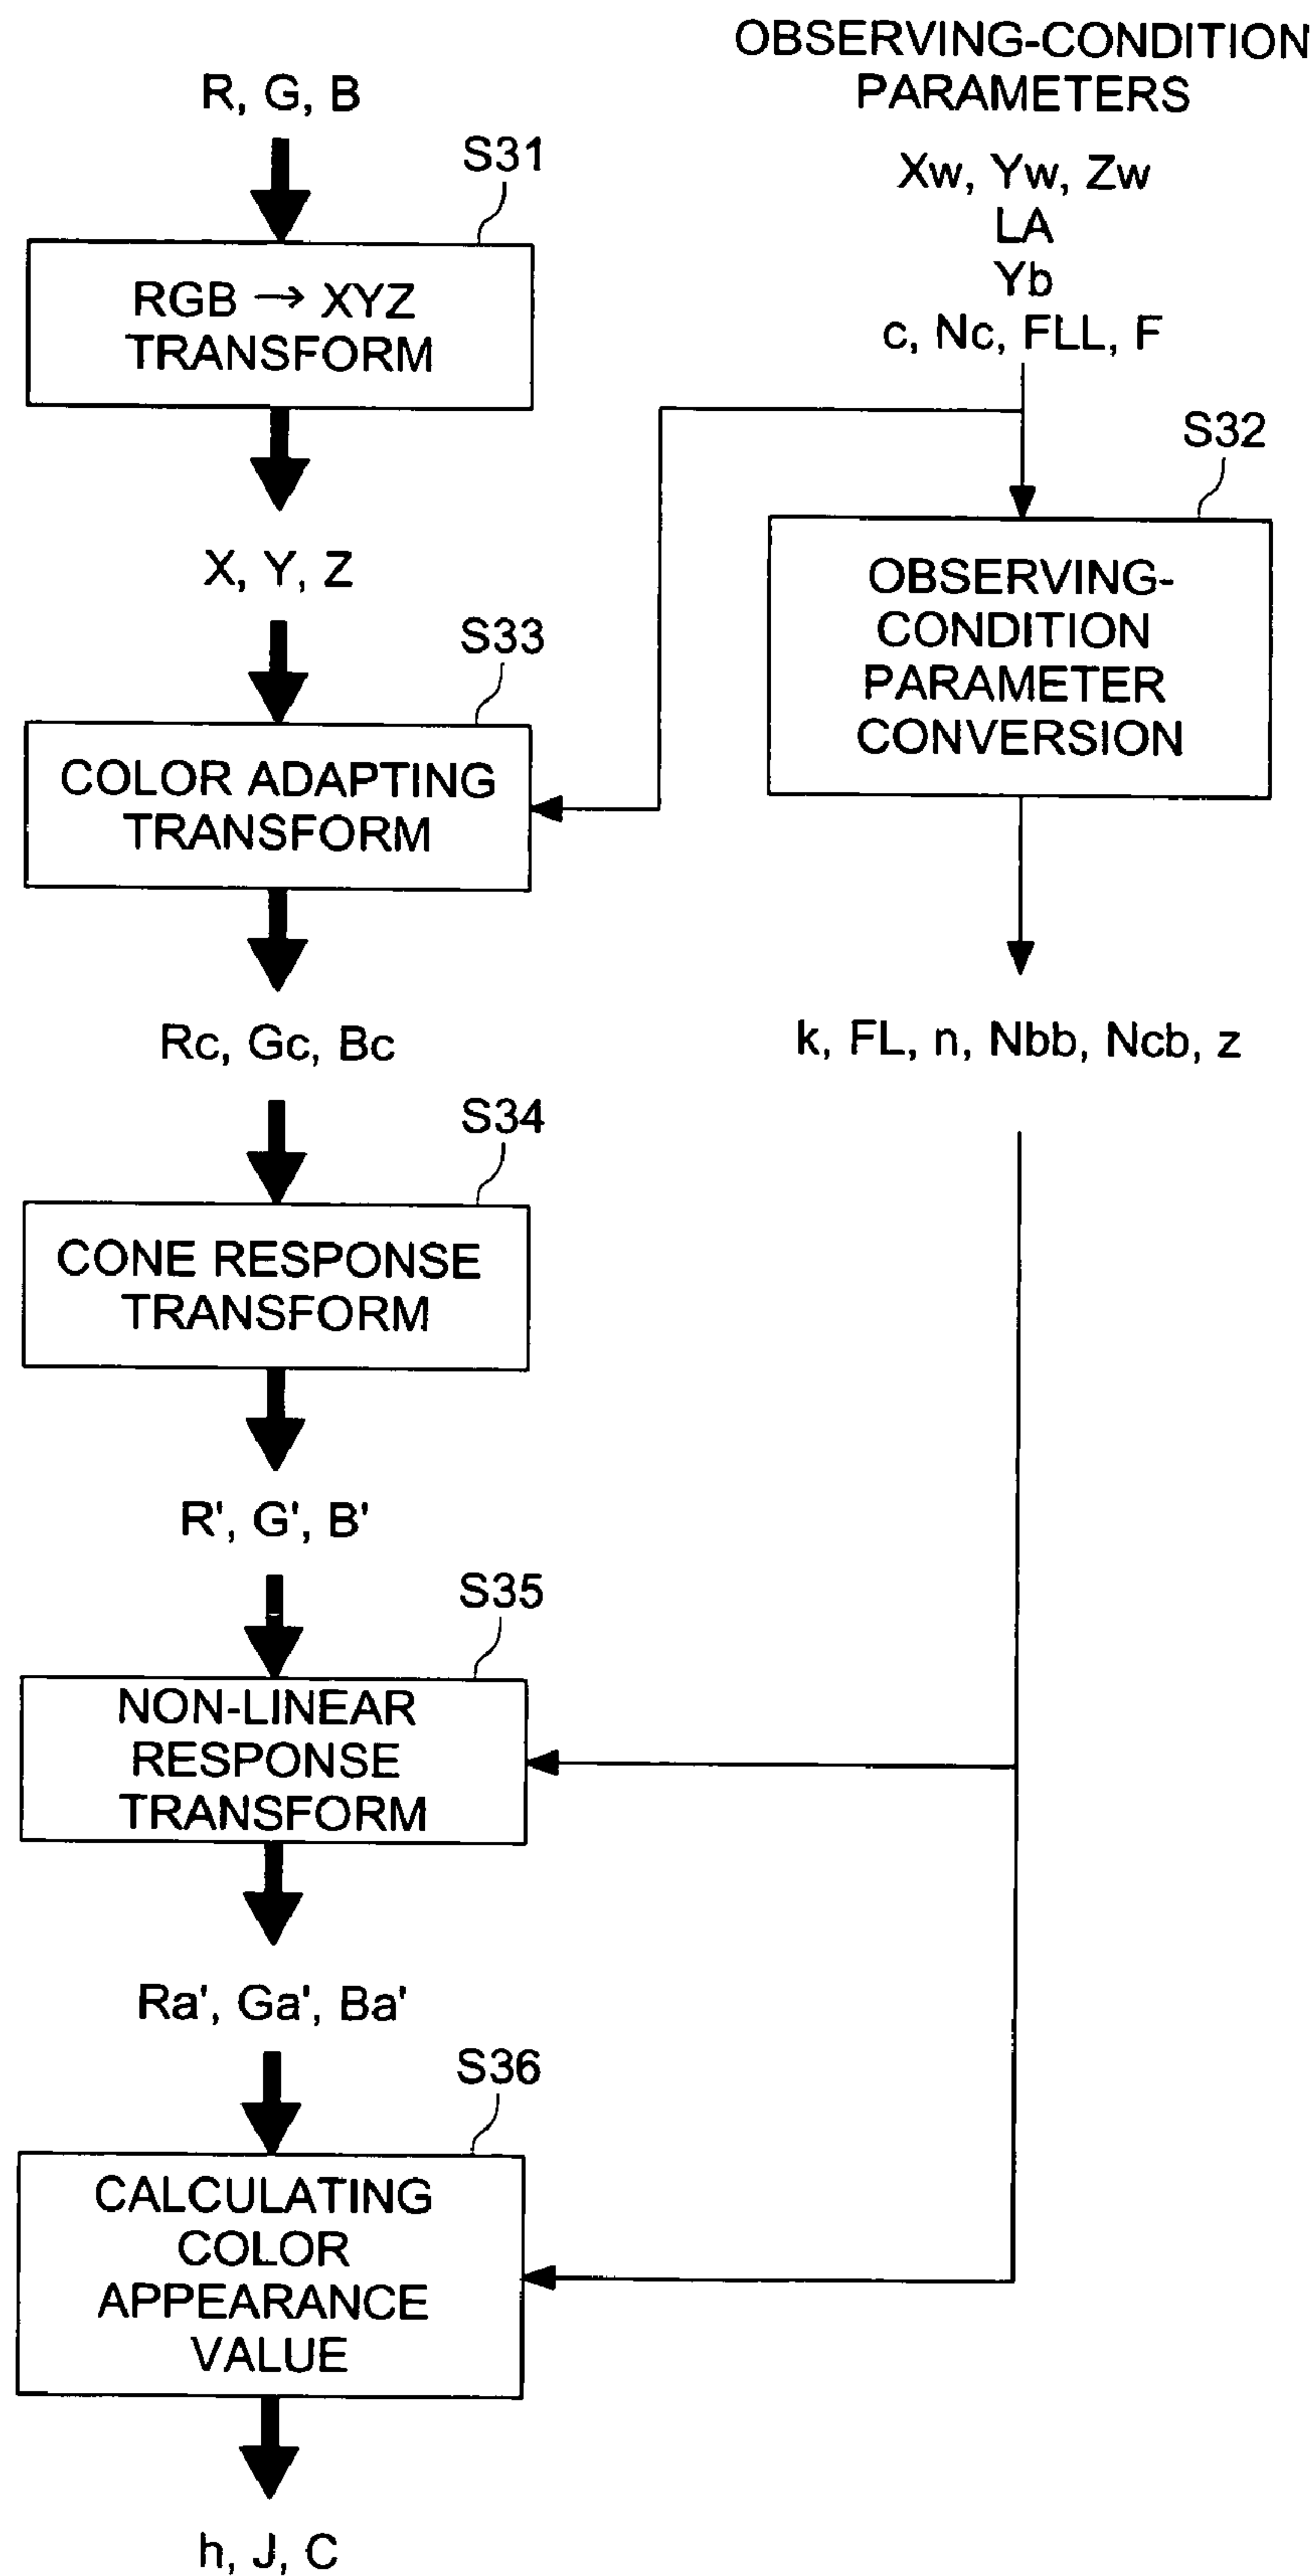 OBSERVING-CONDITION
PARAMETERS
R, G, B
Xw, Yw, Zw
LA
Yb
c, Nc, FLL, F
S31
RGB → XYZ
TRANSFORM
S32
OBSERVING-
CONDITION
PARAMETER
CONVERSION
X, Y, Z
S33
COLOR ADAPTING
TRANSFORM
Rc, Gc, Bc
k, FL, n, Nbb, Ncb, z
S34
CONE RESPONSE
TRANSFORM
R', G', B'
S35
NON-LINEAR
RESPONSE
TRANSFORM
Ra', Ga', Ba'
S36
CALCULATING
COLOR
APPEARANCE
VALUE
h, J, C